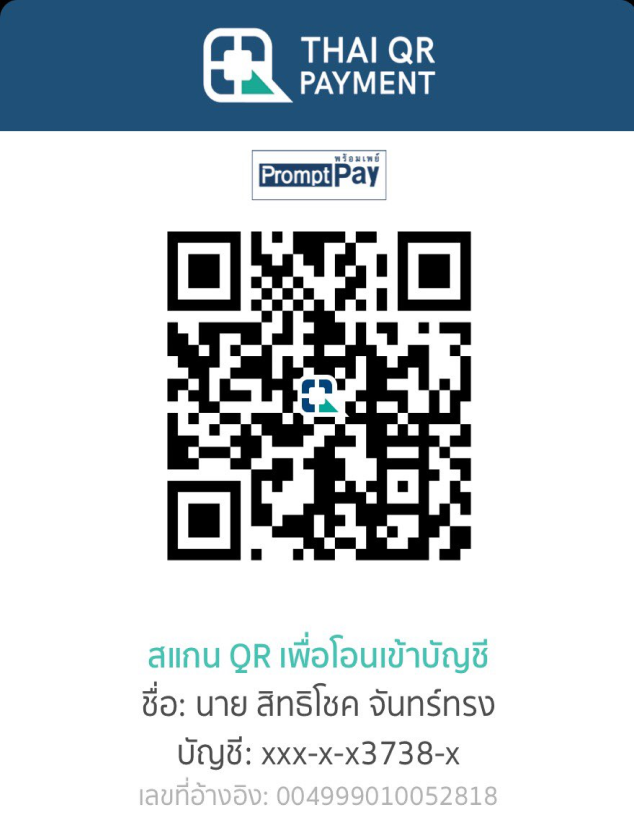 THAI QR
PAYMENT
พร้อมเพย์
PromptPay
สแกน QR เพื่อโอนเข้าบัญชี
ชื่อ: นาย สิทธิโชค จันทร์ทรง
บัญชี: xxx-x-x3738-x
เลขที่อ้างอิง: 004999010052818